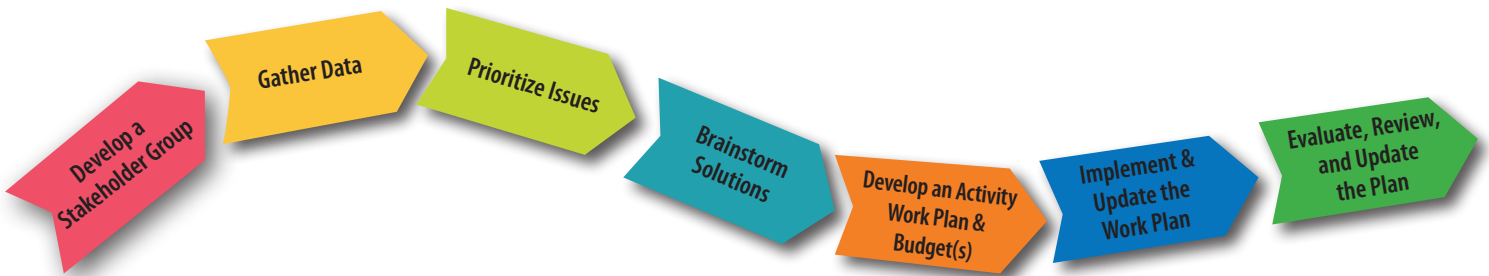 Develop a
Stakeholder Group
Gather Data
Prioritize Issues
Brainstorm
Solutions
Develop an Activity
Work Plan &
Budget(s)
Implement &
Update the
Work Plan
Evaluate, Review,
and Update
the Plan